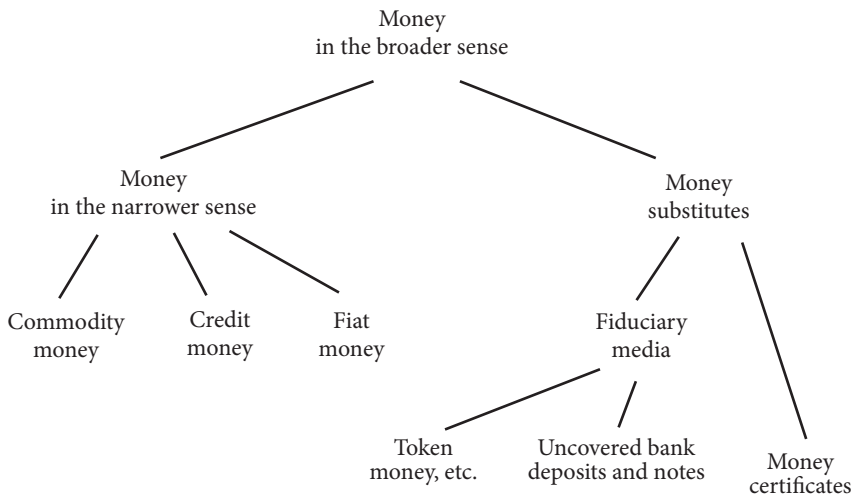 Money
in the broader sense
Money
in the narrower sense
Money
substitutes
Commodity
money
Credit
money
Fiat
money
Fiduciary
media
Token
money, etc.
Uncovered bank
deposits and notes
Money
certificates